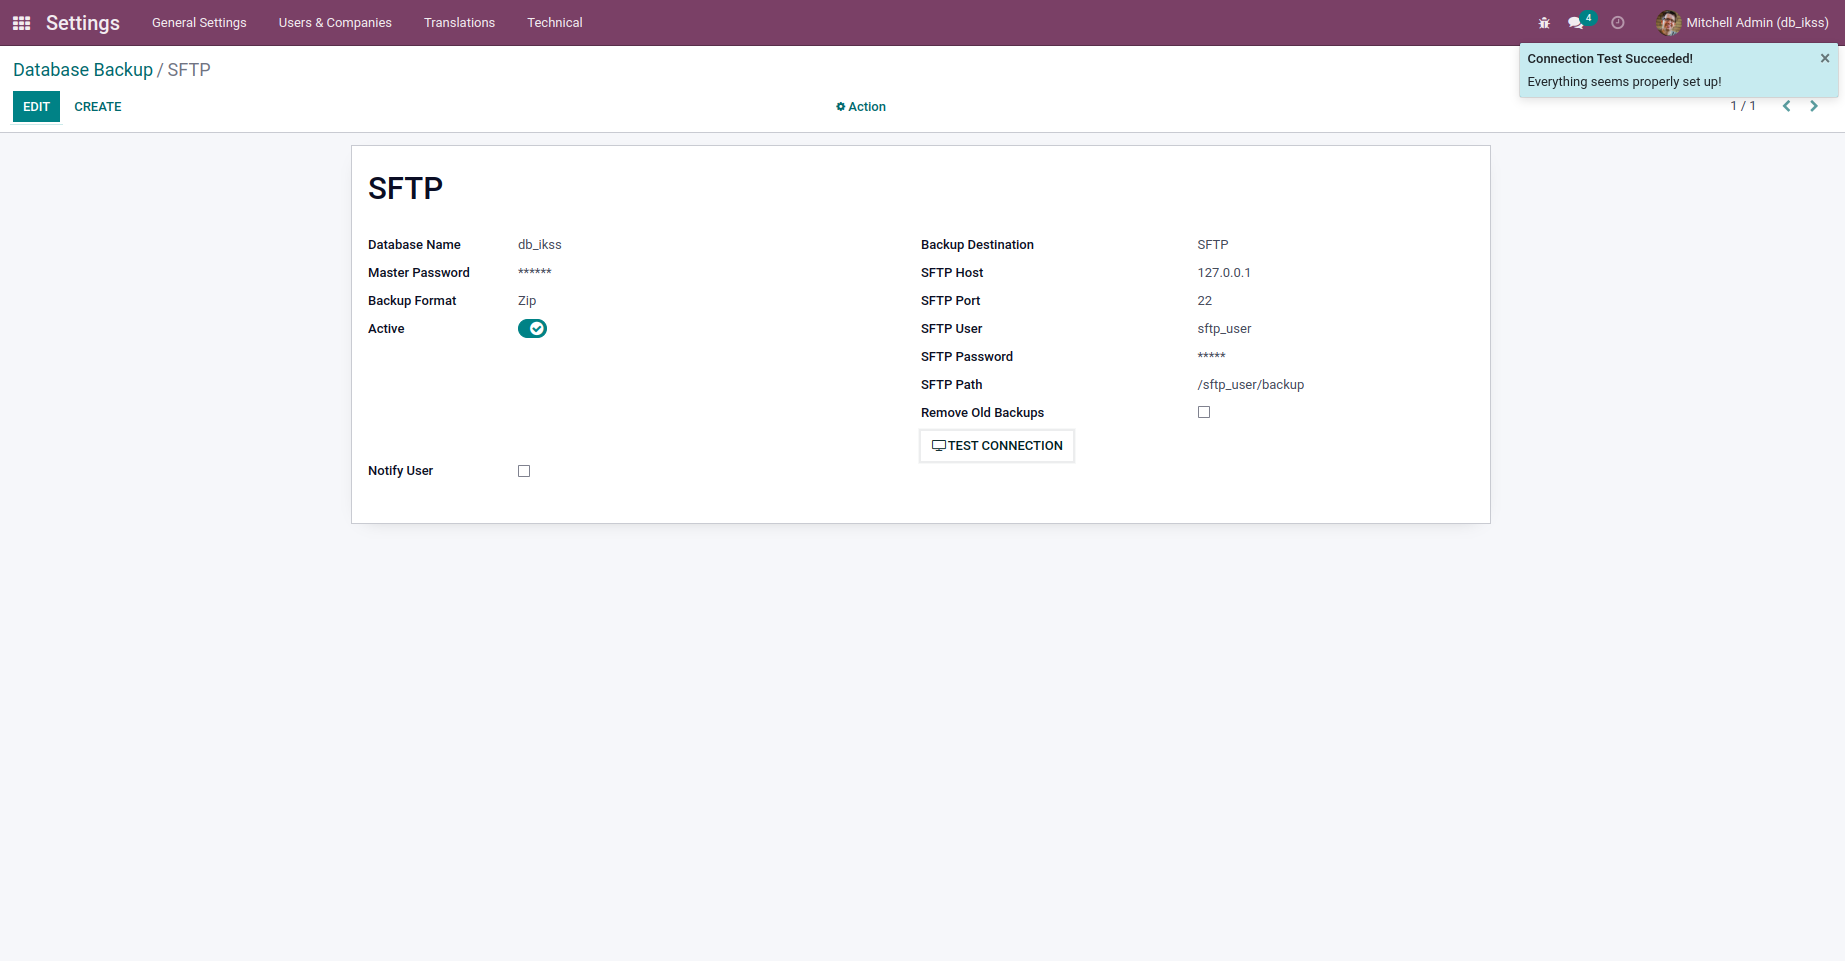 Settings General Settings Users & Companies Translations Technical 4 Mitchell Admin (db_ikss)
Database Backup / SFTP
Connection Test Succeeded! ×
Everything seems properly set up!
EDIT CREATE Action 1 / 1
SFTP
Database Name db_ikss
Master Password ******
Backup Format Zip
Active
Notify User
Backup Destination SFTP
SFTP Host 127.0.0.1
SFTP Port 22
SFTP User sftp_user
SFTP Password *****
SFTP Path /sftp_user/backup
Remove Old Backups
TEST CONNECTION